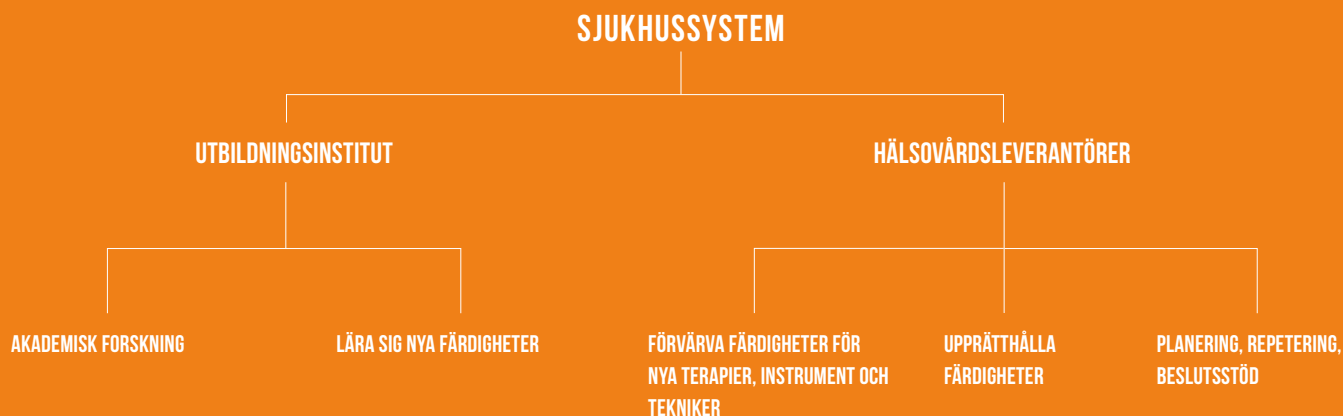 SJUKHUSSYSTEM
UTBILDNINGSINSTITUT
HÄLSOVÅRDSLEVERANTÖRER
AKADEMISK FORSKNING
LÄRA SIG NYA FÄRDIGHETER
FÖRVÄRVA FÄRDIGHETER FÖR
NYA TERAPIER, INSTRUMENT OCH
TEKNIKER
UPPRÄTTHÅLLA
FÄRDIGHETER
PLANERING, REPETERING,
BESLUTSSTÖD